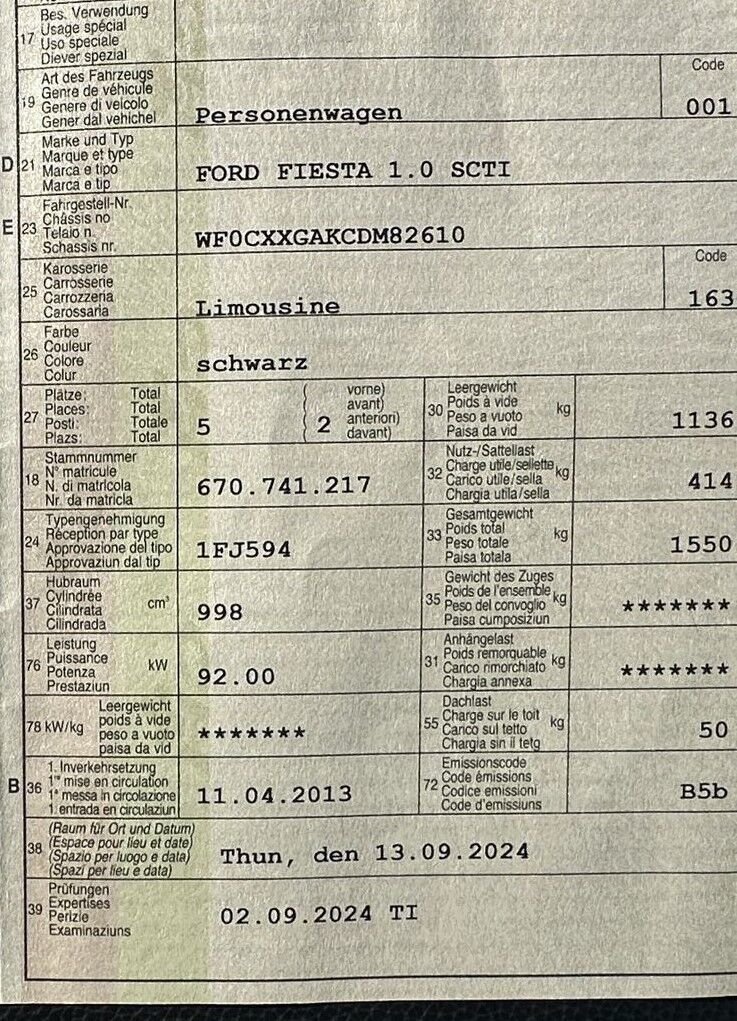 Bes. Verwendung
17 Usage spécial
Uso speciale
Diever spezial
Art des Fahrzeugs
Genre de véhicule
19 Genere di veicolo
Gener dal vehichel
Personenwagen
Code
001
Marke und Typ
D 21 Marque et type
Marca e tipo
Marca e tip
FORD FIESTA 1.0 SCTI
Fahrgestell-Nr.
E 23 Châssis no
Telaio n.
Schassis nr.
WF0CXXGAKCDM82610
Karosserie
Carrosserie
25 Carrozzeria
Carossaria
Limousine
Code
163
Farbe
Couleur
26 Colore
Colur
schwarz
Plätze: Total
27 Places: Total
Posti: Totale
Plazs: Total
5
( vorne)
( avant)
( 2 anteriori)
( davant)
Leergewicht
30 Poids à vide kg
Peso a vuoto
Paisa da vid
1136
Stammnummer
18 N° matricule
N. di matricola
Nr. da matricla
670.741.217
Nutz-/Sattellast
32 Charge utile/sellette kg
Carico utile/sella
Chargia utila/sella
414
Typengenehmigung
24 Réception par type
Approvazione del tipo
Approvaziun dal tip
1FJ594
Gesamtgewicht
33 Poids total kg
Peso totale
Paisa totala
1550
Hubraum
37 Cylindrée cm³
Cilindrata
Cilindrada
998
Gewicht des Zuges
35 Poids de l'ensemble kg
Peso del convoglio
Paisa cumposiziun
*******
Leistung
76 Puissance kW
Potenza
Prestaziun
92.00
Anhängelast
31 Poids remorquable kg
Carico rimorchiato
Chargia annexa
*******
Leergewicht
78 kW/kg poids à vide
peso a vuoto
paisa da vid
*******
Dachlast
55 Charge sur le toit kg
Carico sul tetto
Chargia sin il tetg
50
1. Inverkehrsetzung
B 36 1re mise en circulation
1a messa in circolazione
1. entrada en circulaziun
11.04.2013
Emissionscode
72 Code émissions
Codice emissioni
Code d'emissiuns
B5b
(Raum für Ort und Datum)
38 (Espace pour lieu et date)
(Spazio per luogo e data)
(Spazi per lieu e data)
Thun, den 13.09.2024
Prüfungen
39 Expertises
Perizie
Examinaziuns
02.09.2024 TI